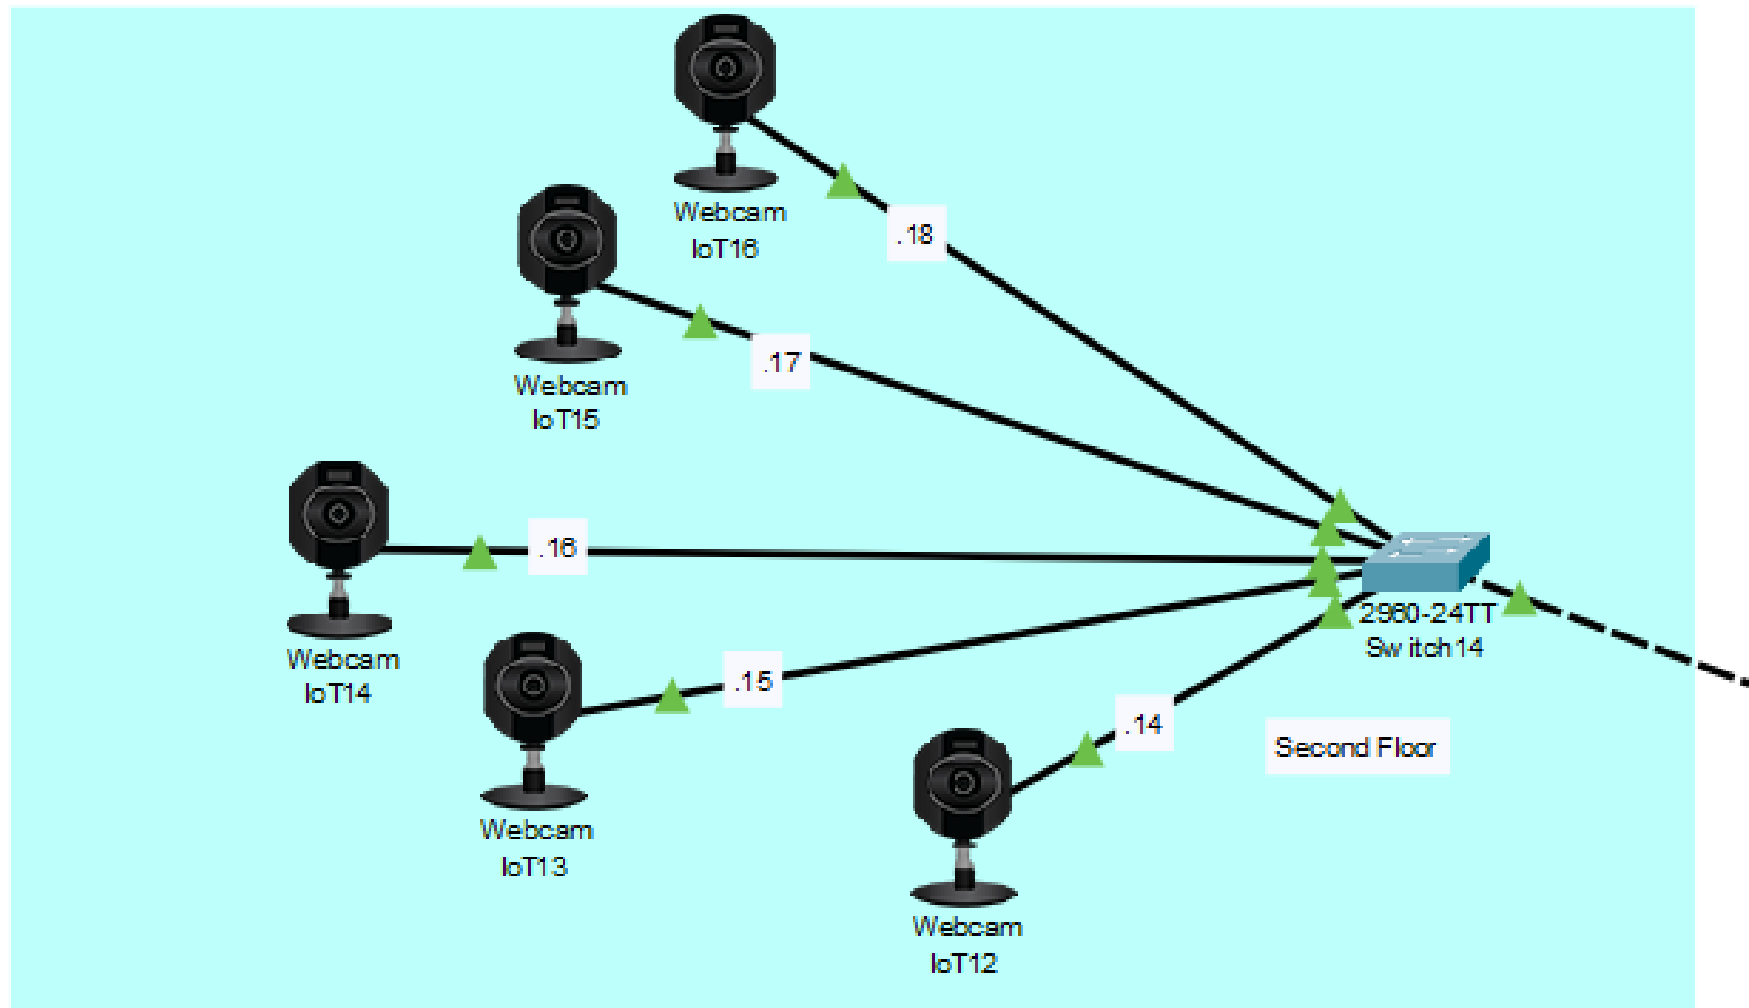 Webcam
IoT16
.18
Webcam
IoT15
.17
Webcam
IoT14
.16
2960-24TT
Switch14
Webcam
IoT13
.15
.14
Second Floor
Webcam
IoT12